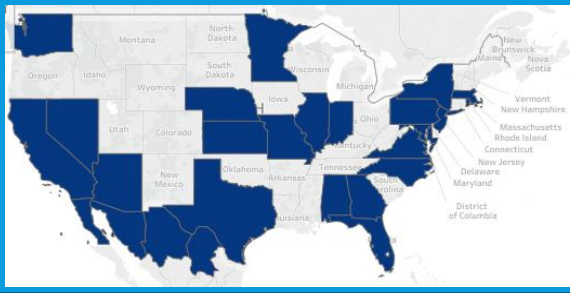 Montana
North
Dakota
New
Brunswick
Maine
Nova
Scotia
Oregon
Idaho
Wyoming
South
Dakota
Wisconsin
Michigan
Vermont
New Hampshire
Iowa
Massachusetts
Rhode Island
Connecticut
New Jersey
Delaware
Maryland
District
of Columbia
Utah
Colorado
Ohio
Kentucky
Tennessee
New
Mexico
Oklahoma
Arkansas
South
Carolina